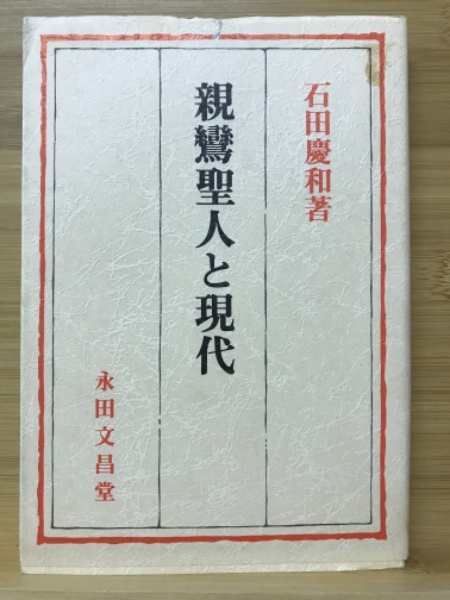 石田慶和著
親鸞聖人と現代
永田文昌堂